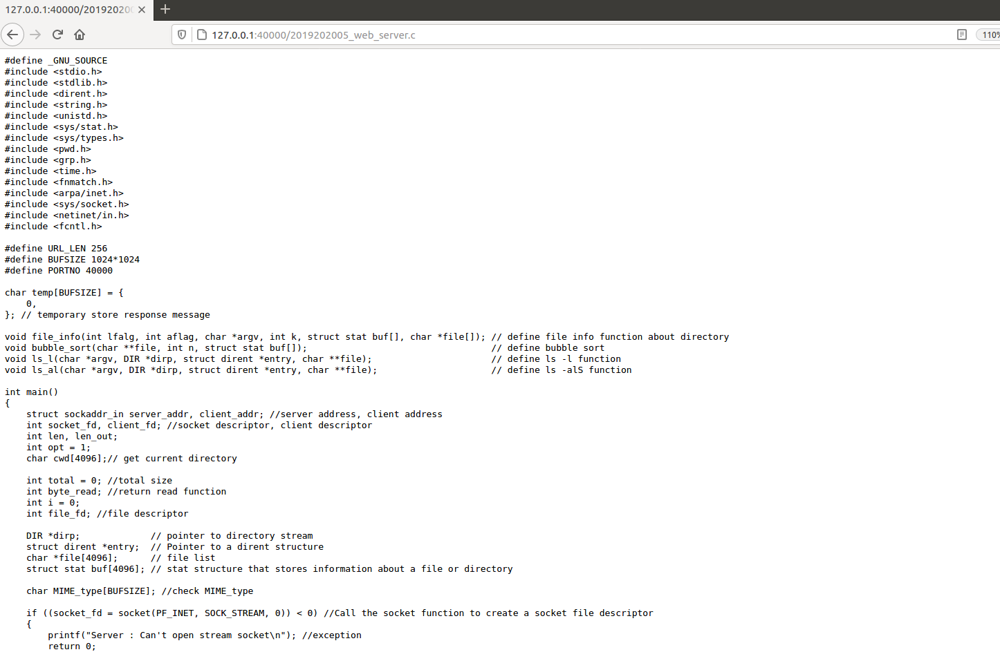 127.0.0.1:40000/20192020
127.0.0.1:40000/2019202005_web_server.c
110%
#define _GNU_SOURCE
#include <stdio.h>
#include <stdlib.h>
#include <dirent.h>
#include <string.h>
#include <unistd.h>
#include <sys/stat.h>
#include <sys/types.h>
#include <pwd.h>
#include <grp.h>
#include <time.h>
#include <fnmatch.h>
#include <arpa/inet.h>
#include <sys/socket.h>
#include <netinet/in.h>
#include <fcntl.h>
#define URL_LEN 256
#define BUFSIZE 1024*1024
#define PORTNO 40000
char temp[BUFSIZE] = {
    0,
}; // temporary store response message
void file_info(int lfalg, int aflag, char *argv, int k, struct stat buf[], char *file[]); // define file info function about directory
void bubble_sort(char **file, int n, struct stat buf[]);                                  // define bubble sort
void ls_l(char *argv, DIR *dirp, struct dirent *entry, char **file);                      // define ls -l function
void ls_al(char *argv, DIR *dirp, struct dirent *entry, char **file);                     // define ls -alS function
int main()
{
    struct sockaddr_in server_addr, client_addr; //server address, client address
    int socket_fd, client_fd; //socket descriptor, client descriptor
    int len, len_out;
    int opt = 1;
    char cwd[4096];// get current directory
    int total = 0; //total size
    int byte_read; //return read function
    int i = 0;
    int file_fd; //file descriptor
    DIR *dirp;             // pointer to directory stream
    struct dirent *entry;  // Pointer to a dirent structure
    char *file[4096];      // file list
    struct stat buf[4096]; // stat structure that stores information about a file or directory
    char MIME_type[BUFSIZE]; //check MIME_type
    if ((socket_fd = socket(PF_INET, SOCK_STREAM, 0)) < 0) //Call the socket function to create a socket file descriptor
    {
        printf("Server : Can't open stream socket\n"); //exception
        return 0;